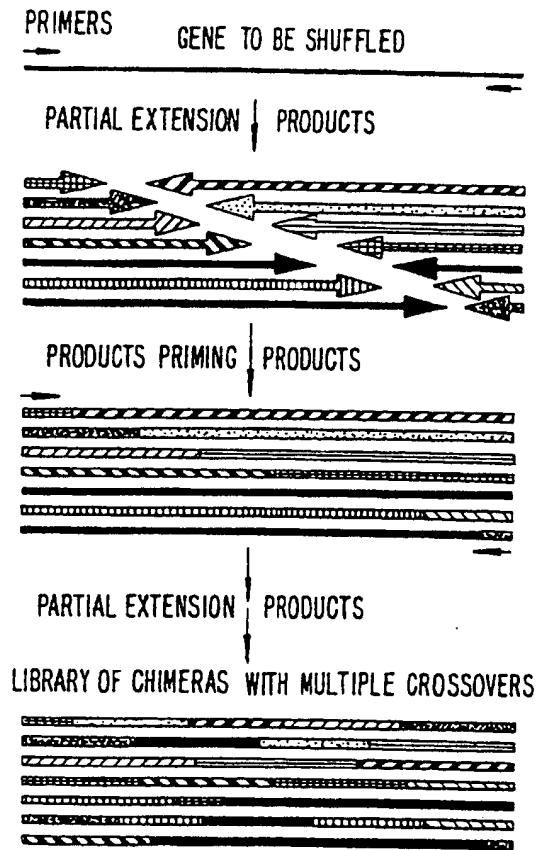 PRIMERS
GENE TO BE SHUFFLED
PARTIAL EXTENSION PRODUCTS
PRODUCTS PRIMING PRODUCTS
PARTIAL EXTENSION PRODUCTS
LIBRARY OF CHIMERAS WITH MULTIPLE CROSSOVERS